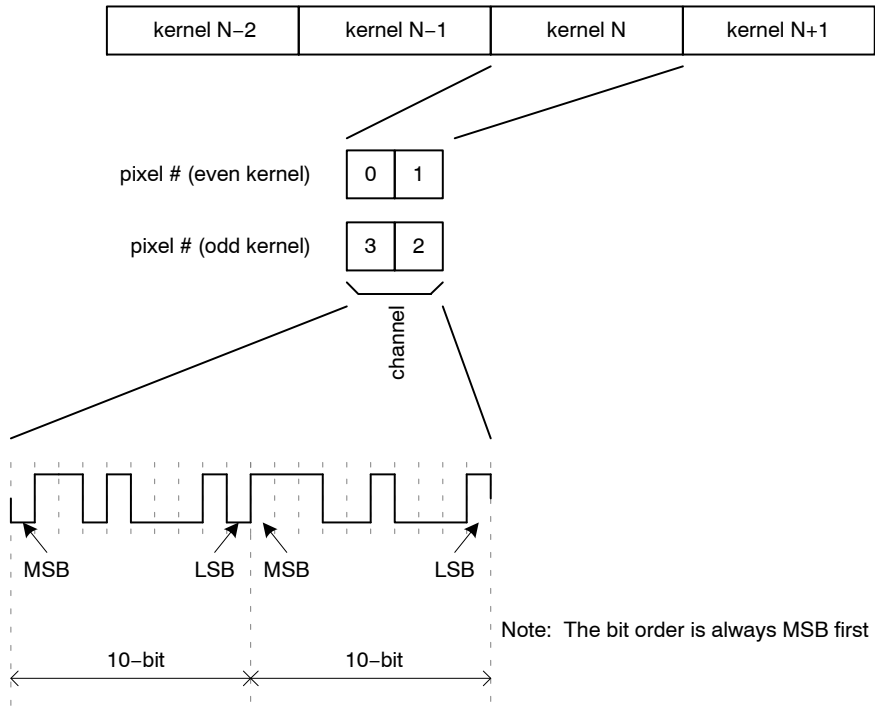 kernel N−2 kernel N−1 kernel N kernel N+1
pixel # (even kernel) 0 1
pixel # (odd kernel) 3 2
channel
MSB LSB MSB LSB
Note: The bit order is always MSB first
10−bit 10−bit